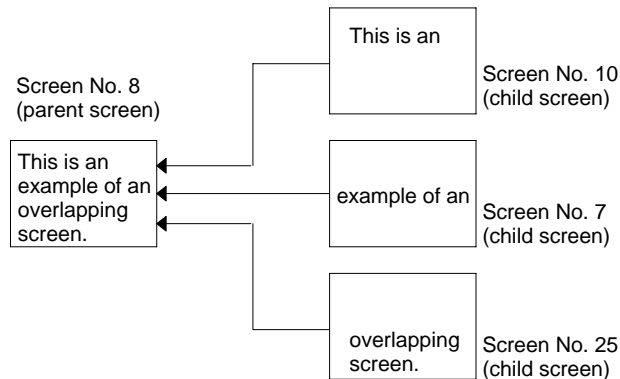 Screen No. 8
(parent screen)
This is an
example of an
overlapping
screen.
This is an
Screen No. 10
(child screen)
example of an
Screen No. 7
(child screen)
overlapping
screen.
Screen No. 25
(child screen)